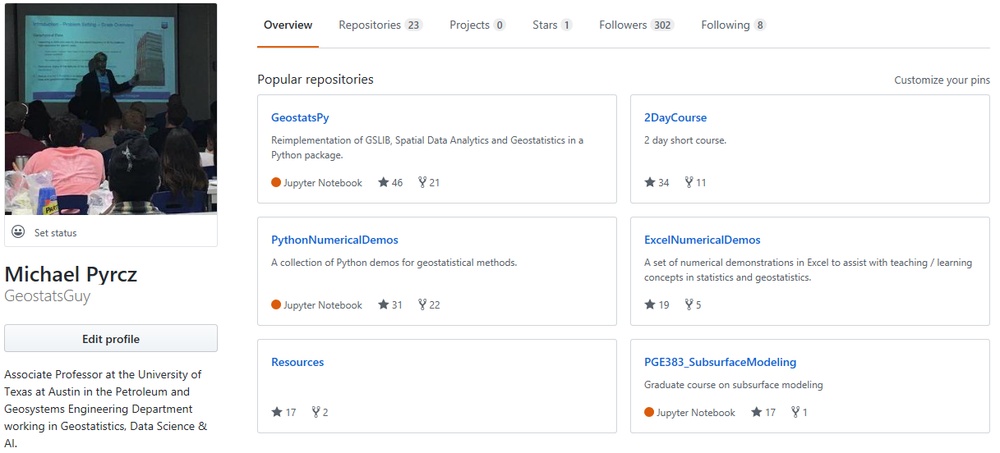 Introduction - Problem Setting -
Overview Repositories 23 Projects 0 Stars 1 Followers 302 Following 8
Popular repositories
Customize your pins
GeostatsPy
Reimplementation of GSLIB, Spatial Data Analytics and Geostatistics in a
Python package.
Jupyter Notebook 46 21
2DayCourse
2 day short course.
34 11
PythonNumericalDemos
A collection of Python demos for geostatistical methods.
Jupyter Notebook 31 22
ExcelNumericalDemos
A set of numerical demonstrations in Excel to assist with teaching / learning
concepts in statistics and geostatistics.
19 5
Resources
17 2
PGE383_SubsurfaceModeling
Graduate course on subsurface modeling
Jupyter Notebook 17 1
Set status
Michael Pyrcz
GeostatsGuy
Edit profile
Associate Professor at the University of
Texas at Austin in the Petroleum and
Geosystems Engineering Department
working in Geostatistics, Data Science &
AI.